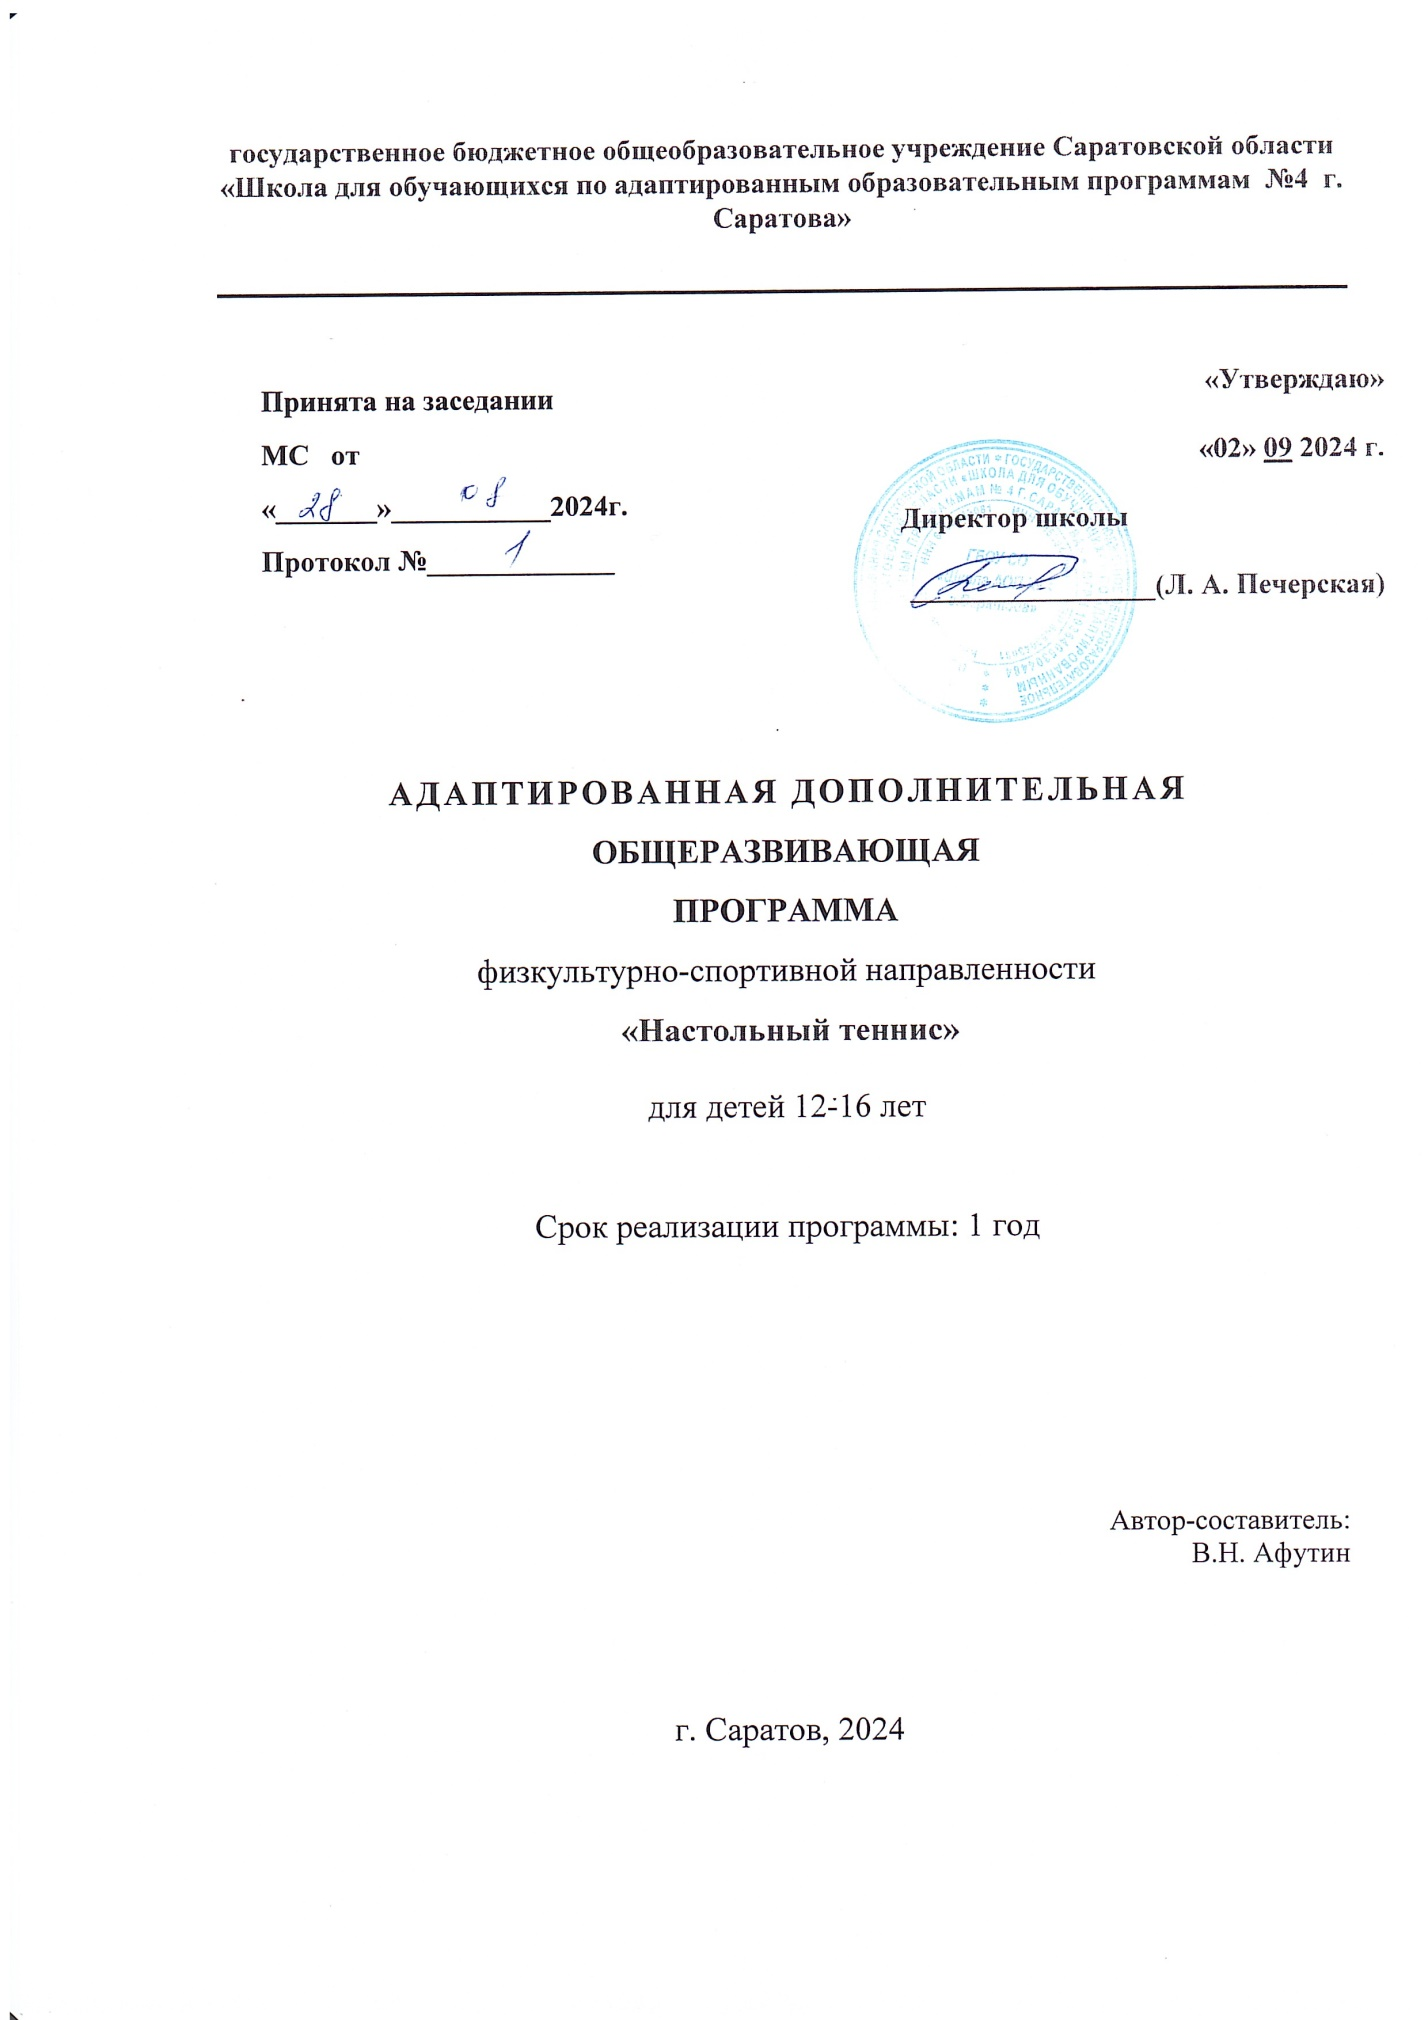 государственное бюджетное общеобразовательное учреждение Саратовской области
«Школа для обучающихся по адаптированным образовательным программам №4 г.
Саратова»
Принята на заседании
МС от
«28» 08 2024г.
Протокол № 1
«Утверждаю»
«02» 09 2024 г.
Директор школы
(Л. А. Печерская)
АДАПТИРОВАННАЯ ДОПОЛНИТЕЛЬНАЯ
ОБЩЕРАЗВИВАЮЩАЯ
ПРОГРАММА
физкультурно-спортивной направленности
«Настольный теннис»
для детей 12-16 лет
Срок реализации программы: 1 год
Автор-составитель:
В.Н. Афутин
г. Саратов, 2024